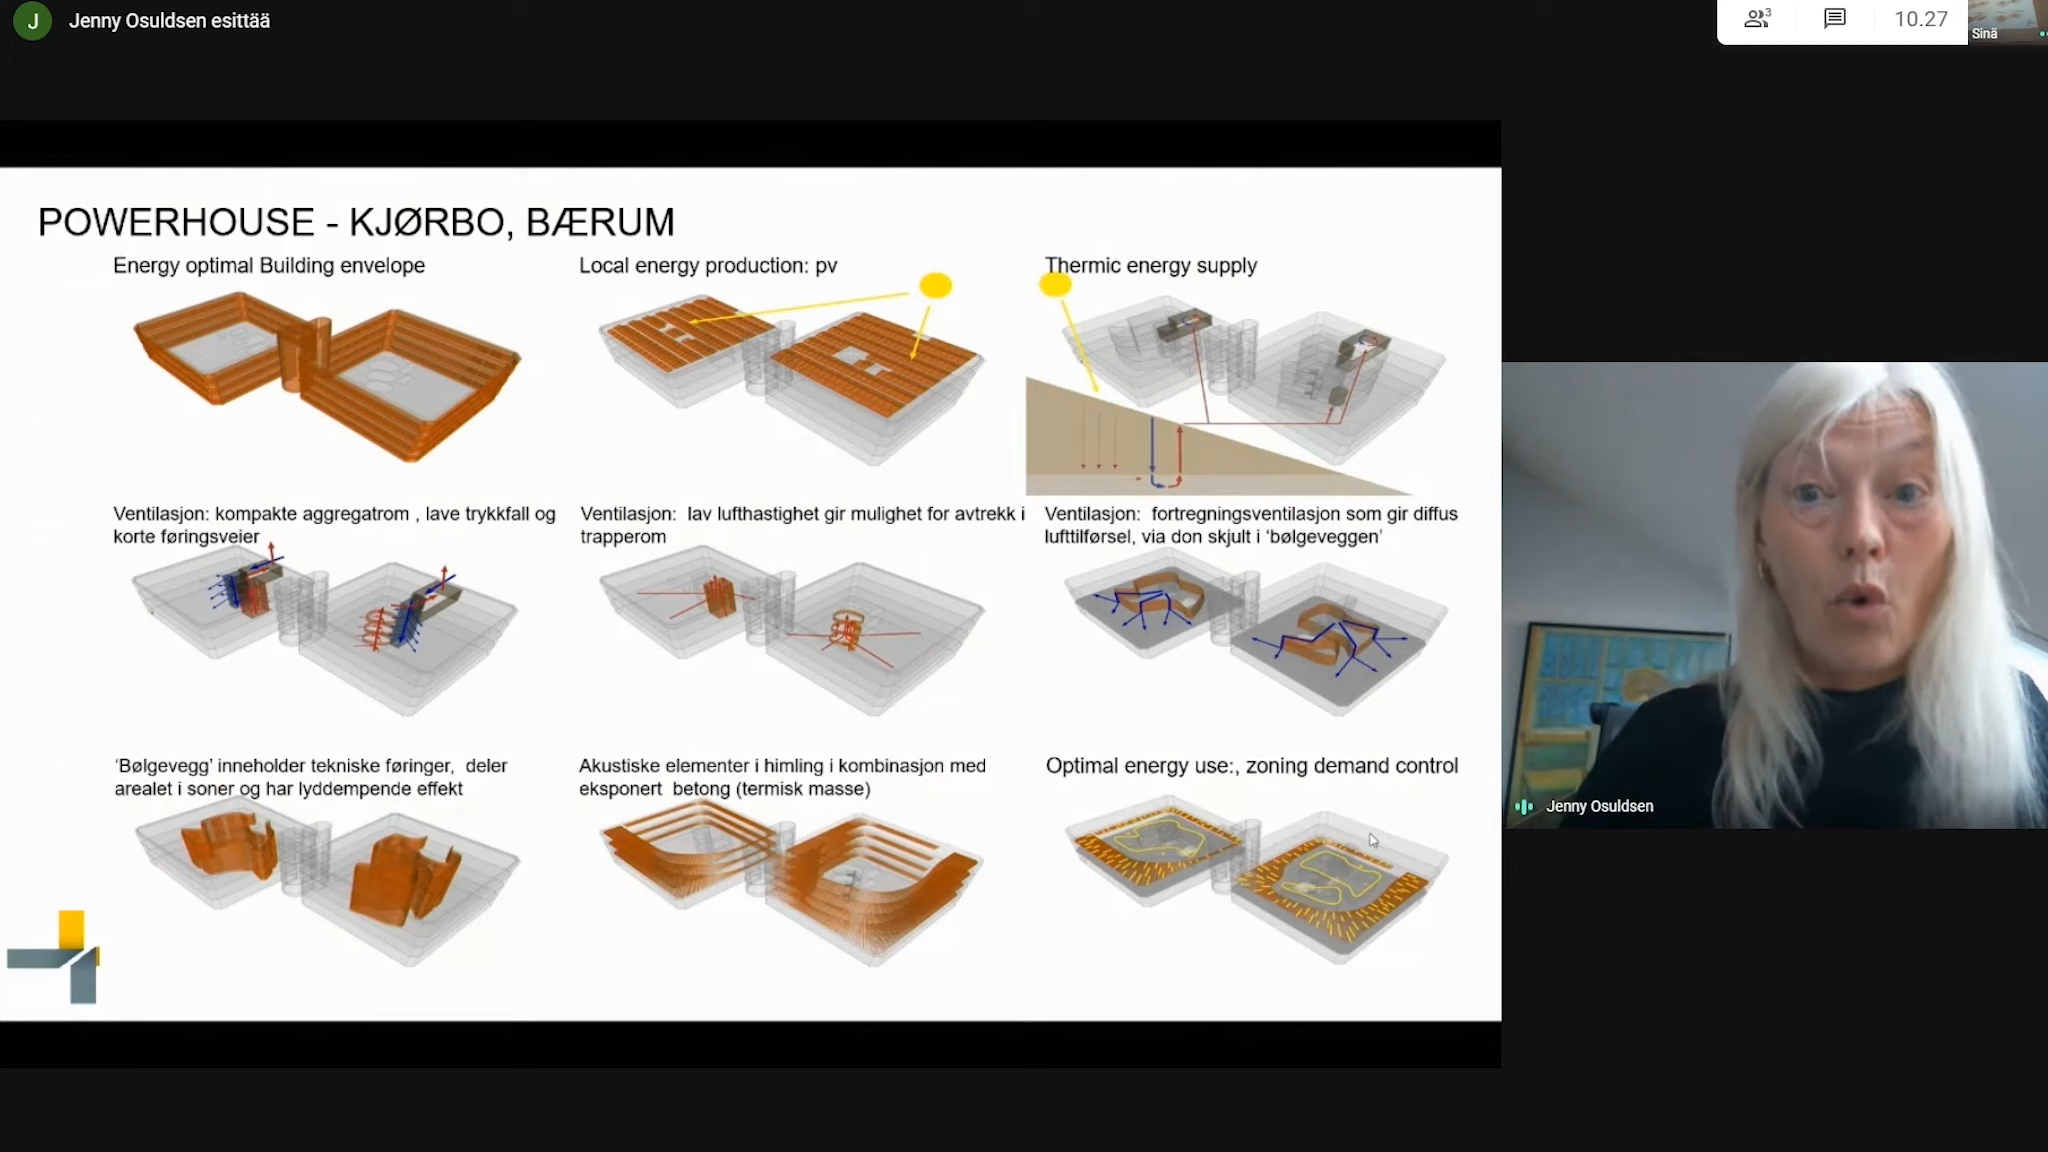 J
Jenny Osuldsen esittää
3
10.27
Sinä
POWERHOUSE - KJØRBO, BÆRUM
Energy optimal Building envelope
Local energy production: pv
Thermic energy supply
Ventilasjon: kompakte aggregatrom , lave trykkfall og
korte føringsveier
Ventilasjon: lav lufthastighet gir mulighet for avtrekk i
trapperom
Ventilasjon: fortregningsventilasjon som gir diffus
lufttilførsel, via don skjult i ‘bølgeveggen’
‘Bølgevegg’ inneholder tekniske føringer, deler
arealet i soner og har lyddempende effekt
Akustiske elementer i himling i kombinasjon med
eksponert betong (termisk masse)
Optimal energy use:, zoning demand control
Jenny Osuldsen